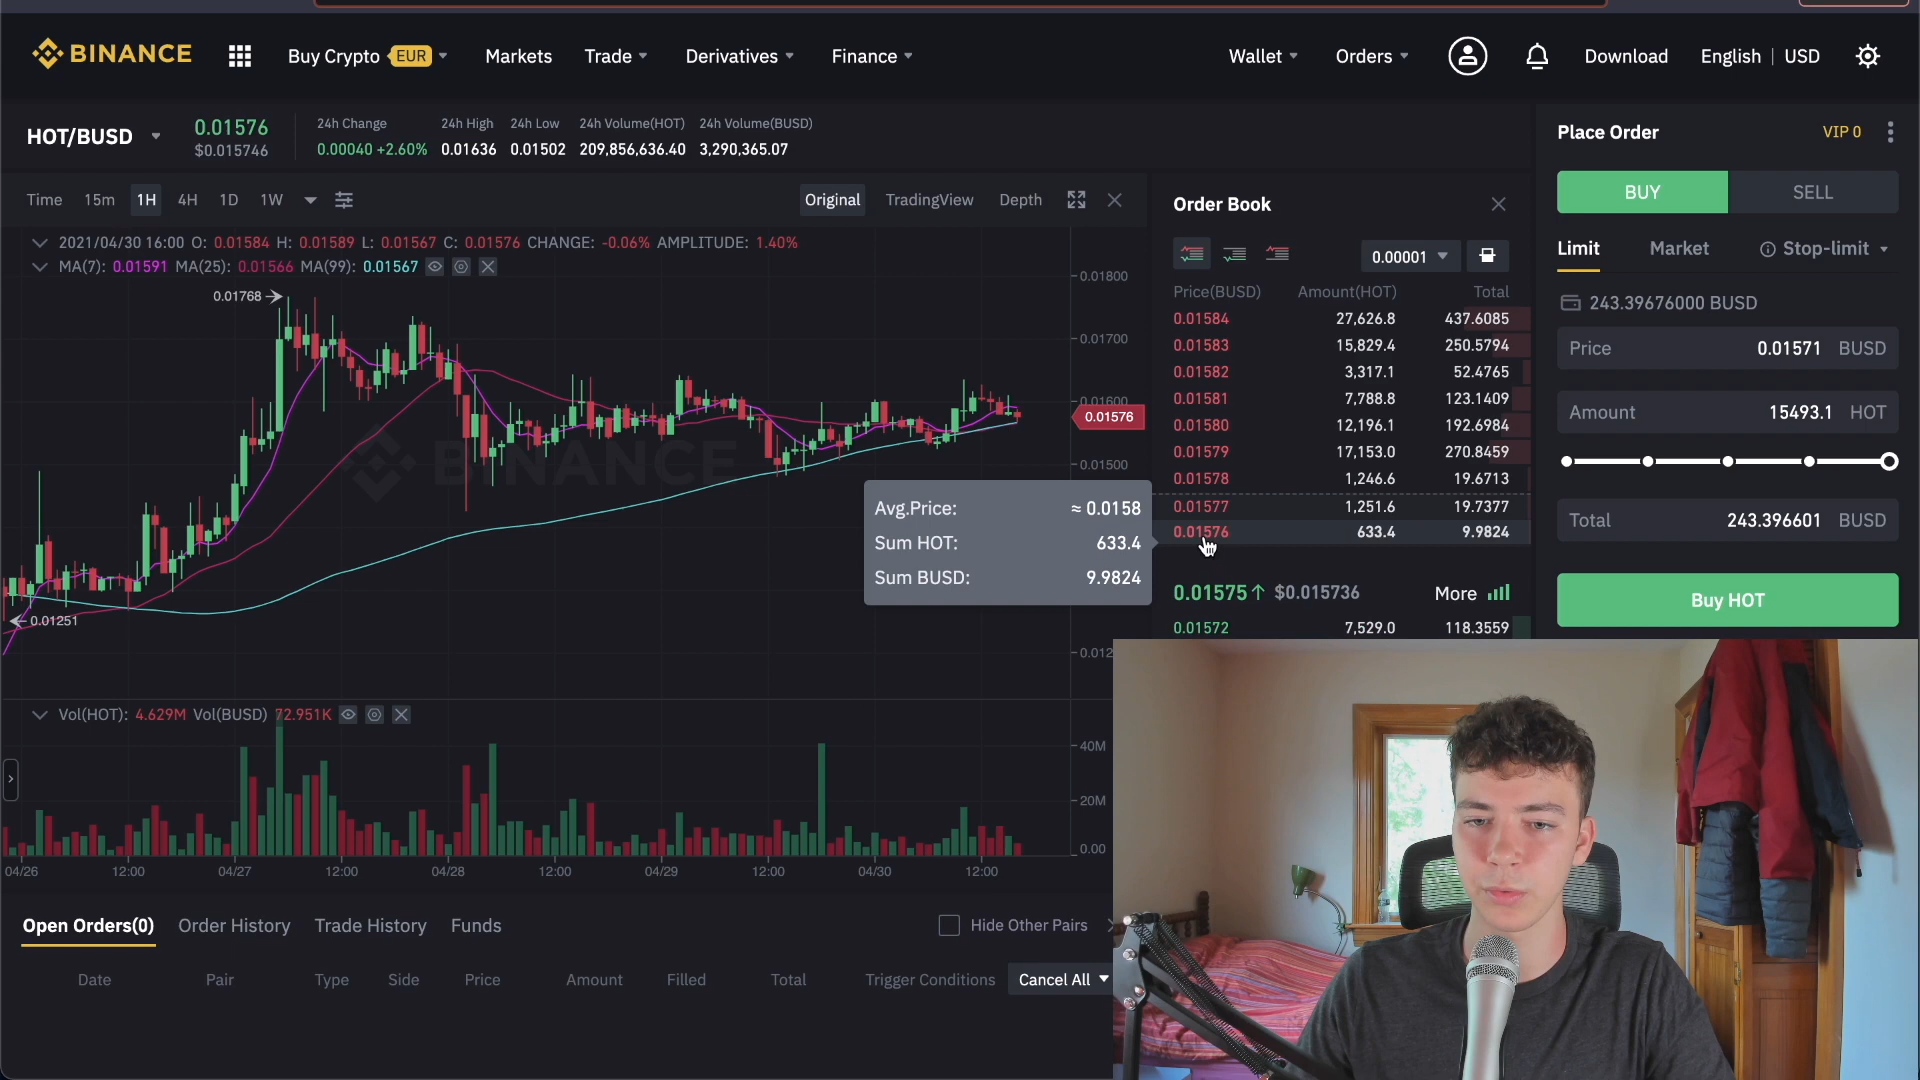 BINANCE
Buy Crypto EUR Markets Trade Derivatives Finance Wallet Orders Download English | USD
HOT/BUSD
0.01576
$0.015746
24h Change
0.00040 +2.60%
24h High
0.01636
24h Low
0.01502
24h Volume(HOT)
209,856,636.40
24h Volume(BUSD)
3,290,365.07
Time 15m 1H 4H 1D 1W
Original TradingView Depth
2021/04/30 16:00 O: 0.01584 H: 0.01589 L: 0.01567 C: 0.01576 CHANGE: -0.06% AMPLITUDE: 1.40%
MA(7): 0.01591 MA(25): 0.01566 MA(99): 0.01567
0.01768
0.01251
BINANCE
0.01800
0.01700
0.01600
0.01576
0.01500
0.012
Avg.Price: ≈ 0.0158
Sum HOT: 633.4
Sum BUSD: 9.9824
Vol(HOT): 4.629M Vol(BUSD) 72.951K
40M
20M
0.00
04/26 12:00 04/27 12:00 04/28 12:00 04/29 12:00 04/30 12:00
Open Orders(0) Order History Trade History Funds
Hide Other Pairs
Date Pair Type Side Price Amount Filled Total Trigger Conditions Cancel All
Order Book
0.00001
Price(BUSD) Amount(HOT) Total
0.01584 27,626.8 437.6085
0.01583 15,829.4 250.5794
0.01582 3,317.1 52.4765
0.01581 7,788.8 123.1409
0.01580 12,196.1 192.6984
0.01579 17,153.0 270.8459
0.01578 1,246.6 19.6713
0.01577 1,251.6 19.7377
0.01576 633.4 9.9824
0.01575↑ $0.015736 More
0.01572 7,529.0 118.3559
Place Order VIP 0
BUY SELL
Limit Market Stop-limit
243.39676000 BUSD
Price 0.01571 BUSD
Amount 15493.1 HOT
Total 243.396601 BUSD
Buy HOT